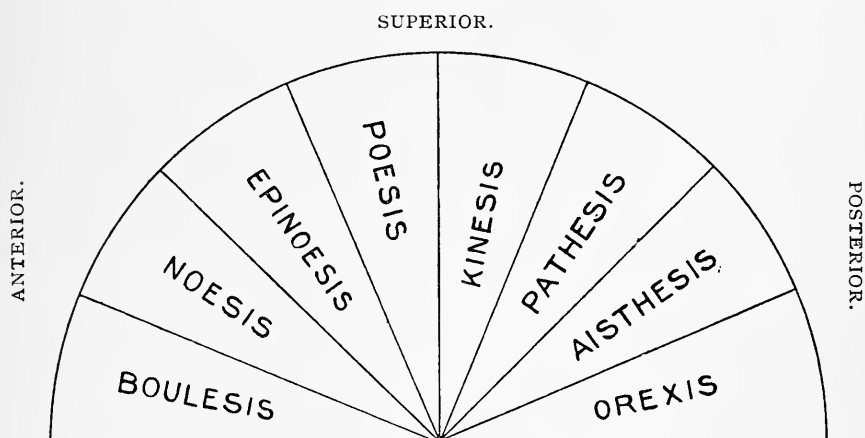 SUPERIOR.
ANTERIOR.
POSTERIOR.
BOULESIS
NOESIS
EPINOESIS
POESIS
KINESIS
PATHESIS
AISTHESIS
OREXIS